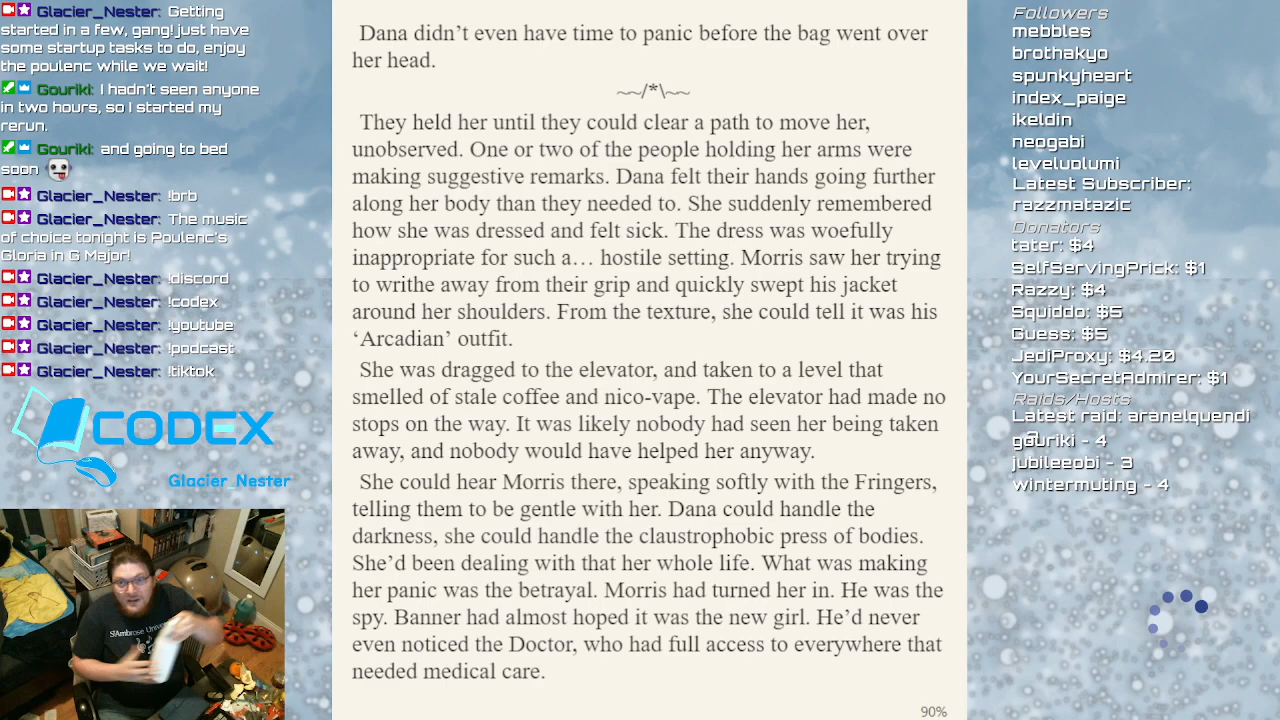 Glacier_Nester: Getting
started in a few, gang! just have
some startup tasks to do, enjoy
the poulenc while we wait!
Gouriki: I hadn't seen anyone
in two hours, so I started my
rerun.
Gouriki: and going to bed
soon
Glacier_Nester: !brb
Glacier_Nester: The music
of choice tonight is Poulenc's
Gloria in G Major!
Glacier_Nester: !discord
Glacier_Nester: !codex
Glacier_Nester: !youtube
Glacier_Nester: !podcast
Glacier_Nester: !tiktok
CODEX
Glacier_Nester
St Ambrose
Dana didn't even have time to panic before the bag went over
her head.
~~/*\~~
They held her until they could clear a path to move her,
unobserved. One or two of the people holding her arms were
making suggestive remarks. Dana felt their hands going further
along her body than they needed to. She suddenly remembered
how she was dressed and felt sick. The dress was woefully
inappropriate for such a… hostile setting. Morris saw her trying
to writhe away from their grip and quickly swept his jacket
around her shoulders. From the texture, she could tell it was his
‘Arcadian’ outfit.
She was dragged to the elevator, and taken to a level that
smelled of stale coffee and nico-vape. The elevator had made no
stops on the way. It was likely nobody had seen her being taken
away, and nobody would have helped her anyway.
She could hear Morris there, speaking softly with the Fringers,
telling them to be gentle with her. Dana could handle the
darkness, she could handle the claustrophobic press of bodies.
She’d been dealing with that her whole life. What was making
her panic was the betrayal. Morris had turned her in. He was the
spy. Banner had almost hoped it was the new girl. He’d never
even noticed the Doctor, who had full access to everywhere that
needed medical care.
90%
Followers
mebbles
brothakyo
spunkyheart
index_paige
ikeldin
neogabi
leveluolumi
Latest Subscriber:
razzmatazic
Donators
tater: $4
SelfServingPrick: $1
Razzy: $4
Squiddo: $5
Guess: $5
JediProxy: $4.20
YourSecretAdmirer: $1
Raids/Hosts
Latest raid: aranelquendi
gouriki - 4
jubileeobi - 3
wintermuting - 4